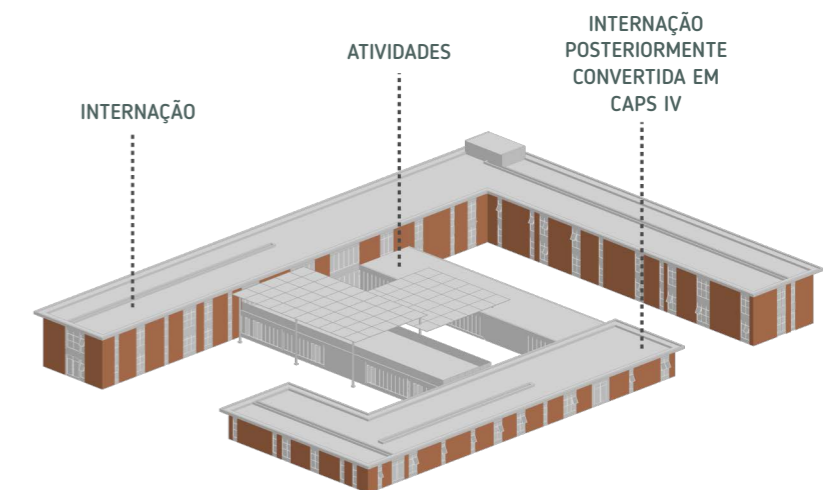 INTERNAÇÃO
ATIVIDADES
INTERNAÇÃO
POSTERIORMENTE
CONVERTIDA EM
CAPS IV